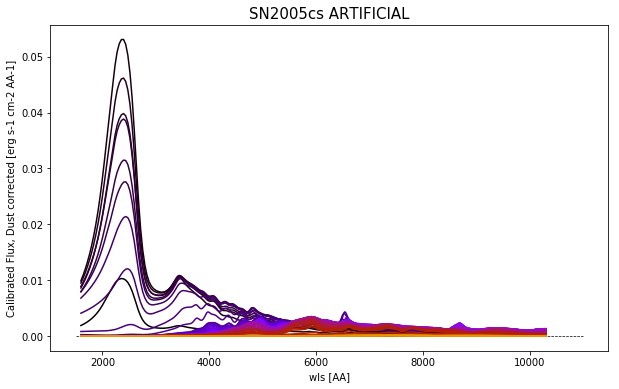 SN2005cs ARTIFICIAL
Calibrated Flux, Dust corrected [erg s-1 cm-2 AA-1]
0.05
0.04
0.03
0.02
0.01
0.00
2000 4000 6000 8000 10000
wls [AA]